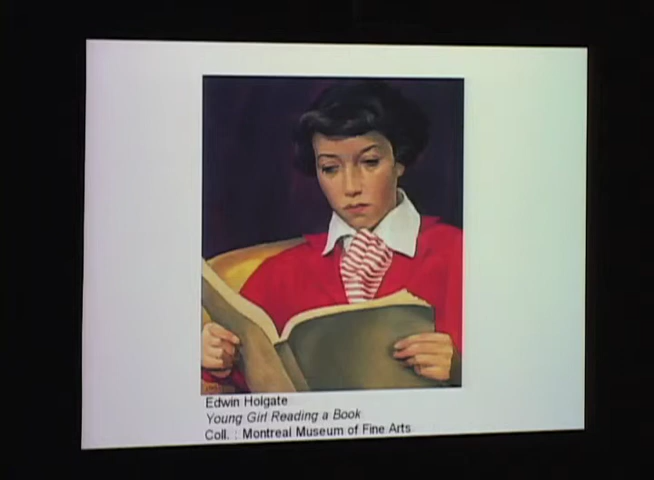 Edwin Holgate
Young Girl Reading a Book
Coll. : Montreal Museum of Fine Arts